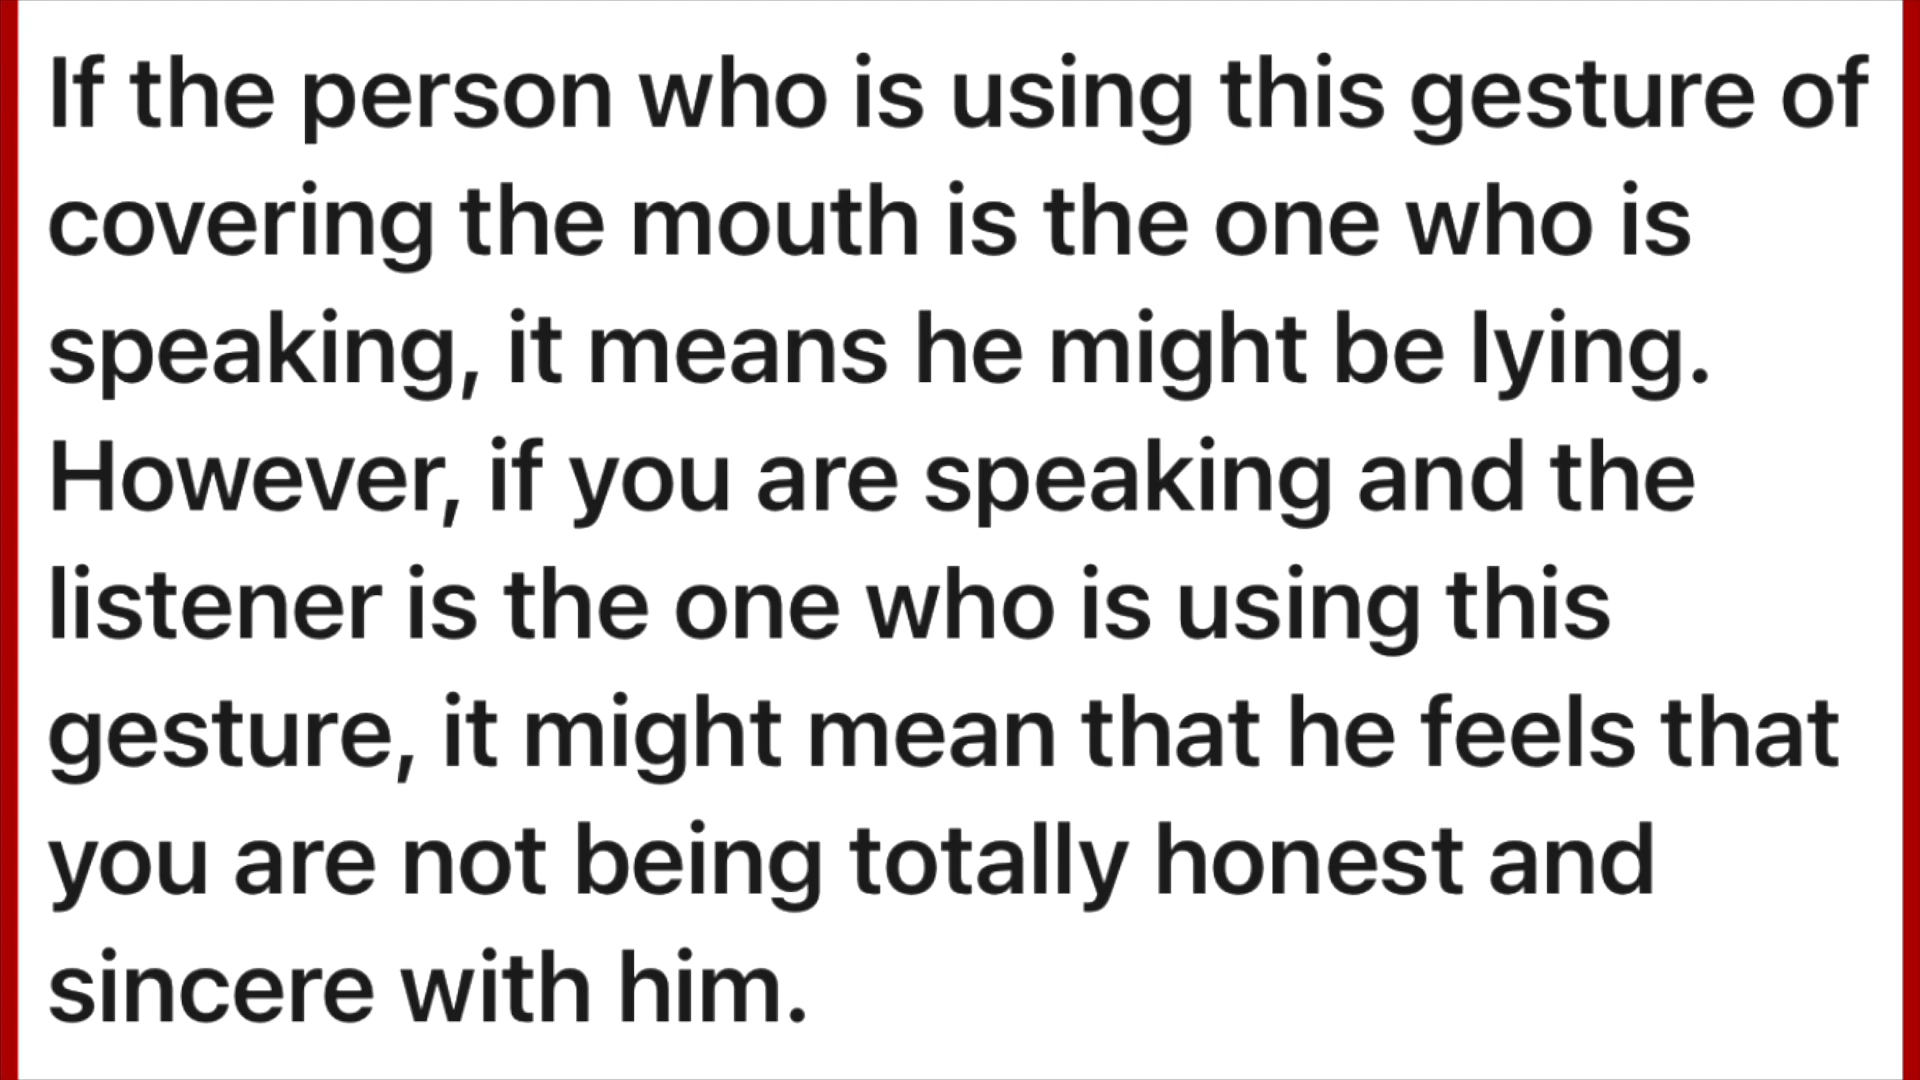 If the person who is using this gesture of
covering the mouth is the one who is
speaking, it means he might be lying.
However, if you are speaking and the
listener is the one who is using this
gesture, it might mean that he feels that
you are not being totally honest and
sincere with him.